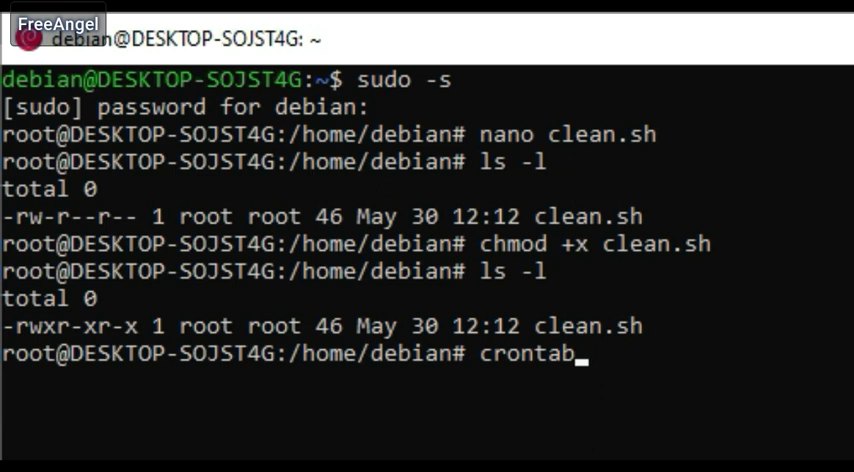 FreeAngel
debian@DESKTOP-SOJST4G: ~
debian@DESKTOP-SOJST4G:~$ sudo -s
[sudo] password for debian:
root@DESKTOP-SOJST4G:/home/debian# nano clean.sh
root@DESKTOP-SOJST4G:/home/debian# ls -l
total 0
-rw-r--r-- 1 root root 46 May 30 12:12 clean.sh
root@DESKTOP-SOJST4G:/home/debian# chmod +x clean.sh
root@DESKTOP-SOJST4G:/home/debian# ls -l
total 0
-rwxr-xr-x 1 root root 46 May 30 12:12 clean.sh
root@DESKTOP-SOJST4G:/home/debian# crontab